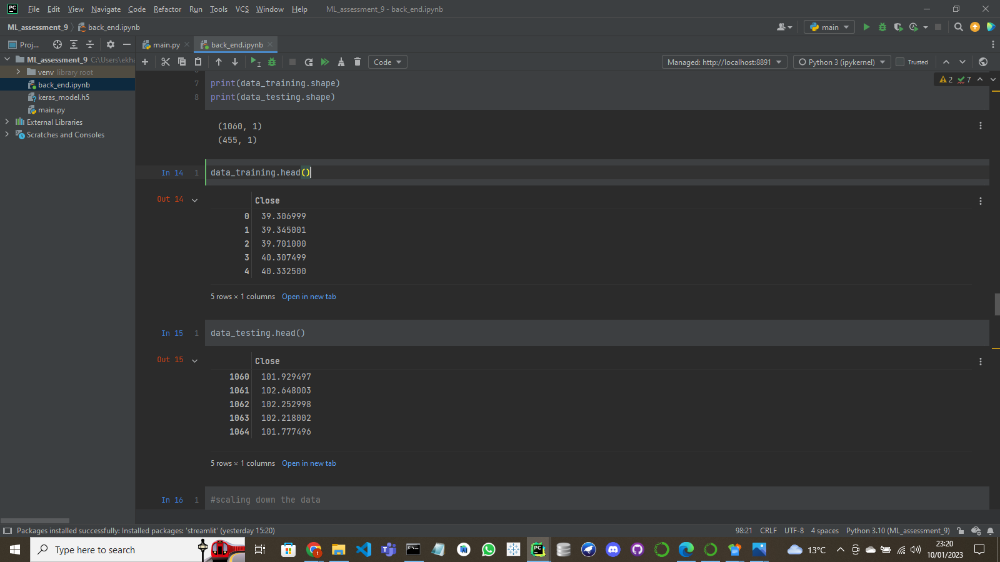 PC File Edit View Navigate Code Refactor Run Tools VCS Window Help ML_assessment_9 - back_end.ipynb
ML_assessment_9 back_end.ipynb main
Proj... main.py back_end.ipynb
ML_assessment_9 C:\Users\ekha
Code Managed: http://localhost:8891 Python 3 (ipykernel) Trusted
venv library root
back_end.ipynb
keras_model.h5
main.py
External Libraries
Scratches and Consoles
2 7
7 print(data_training.shape)
8 print(data_testing.shape)
(1060, 1)
(455, 1)
In 14 1 data_training.head()
Out 14 Close
0 39.306999
1 39.345001
2 39.701000
3 40.307499
4 40.332500
5 rows × 1 columns Open in new tab
In 15 1 data_testing.head()
Out 15 Close
1060 101.929497
1061 102.648003
1062 102.252998
1063 102.218002
1064 101.777496
5 rows × 1 columns Open in new tab
In 16 1 #scaling down the data
Packages installed successfully: Installed packages: 'streamlit' (yesterday 15:20) 98:21 CRLF UTF-8 4 spaces Python 3.10 (ML_assessment_9)
Type here to search 13°C 23:20
10/01/2023